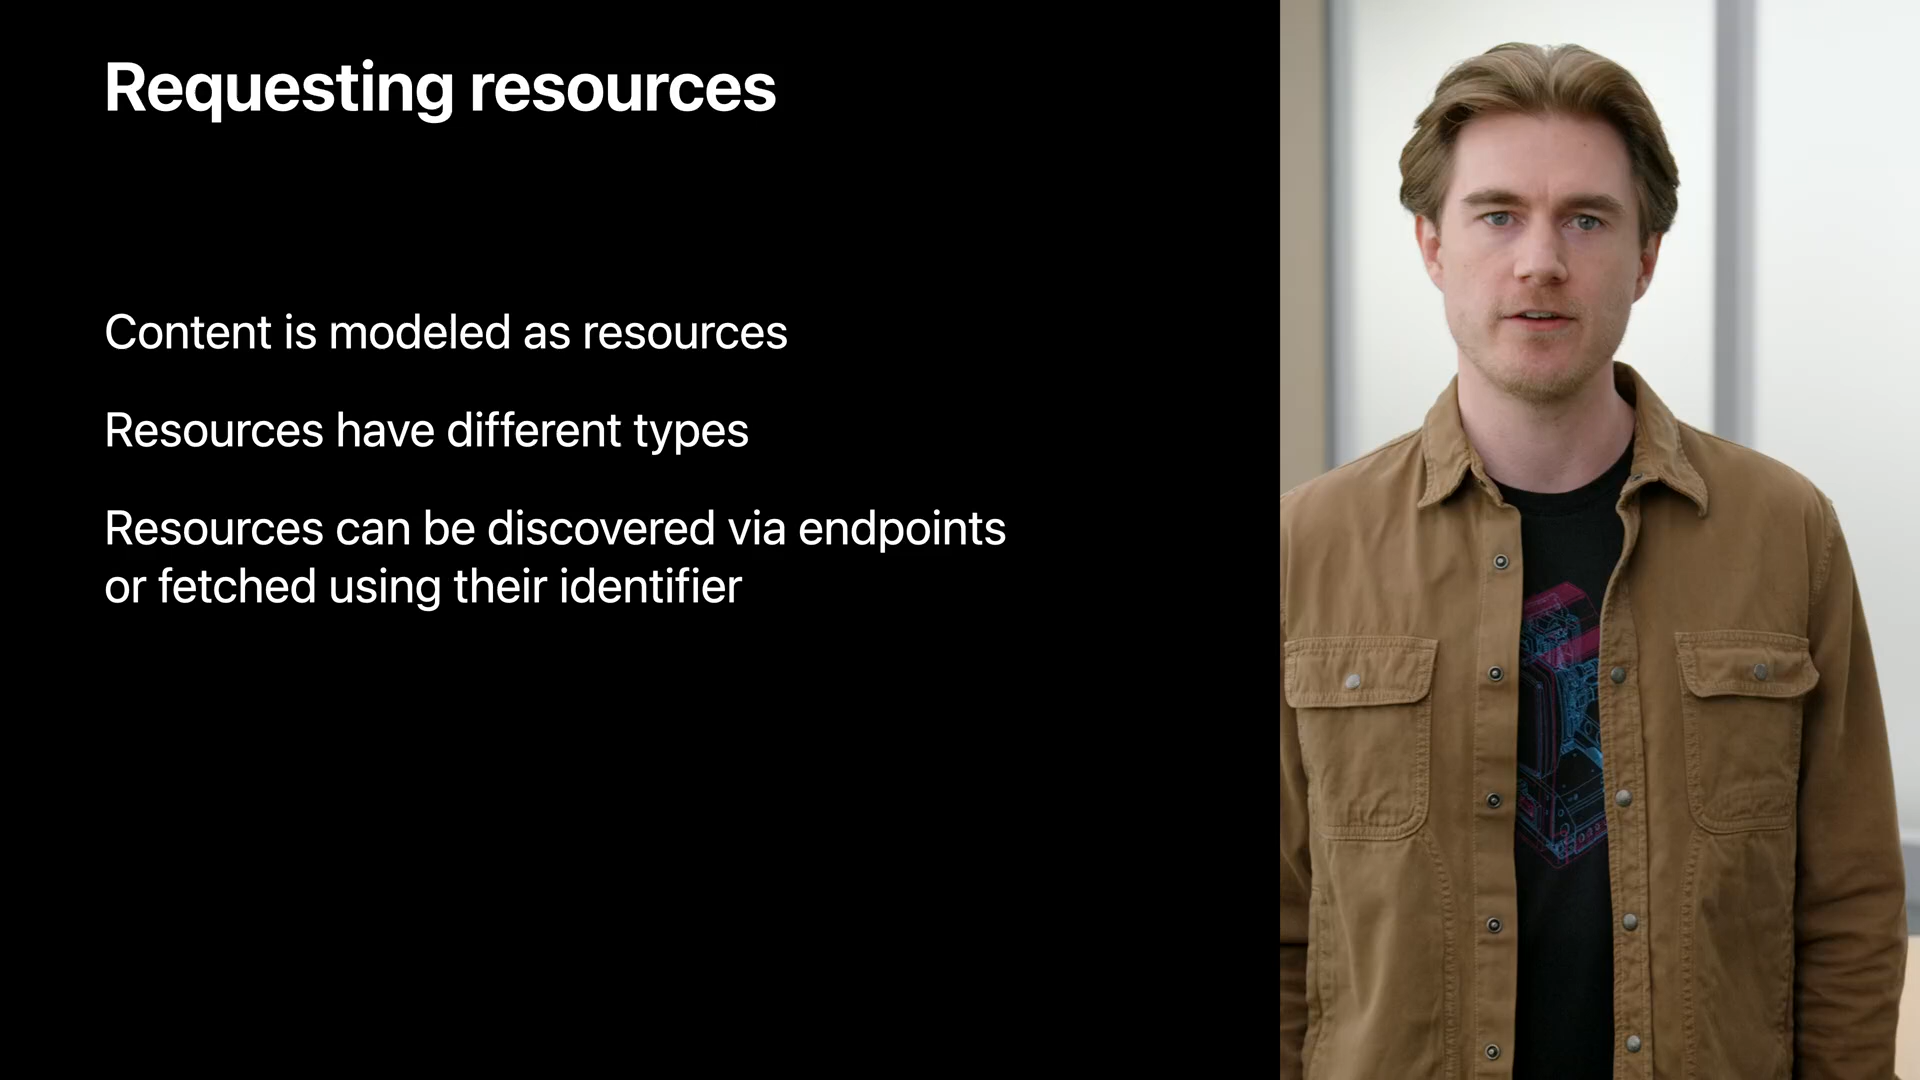 Requesting resources
Content is modeled as resources
Resources have different types
Resources can be discovered via endpoints
or fetched using their identifier